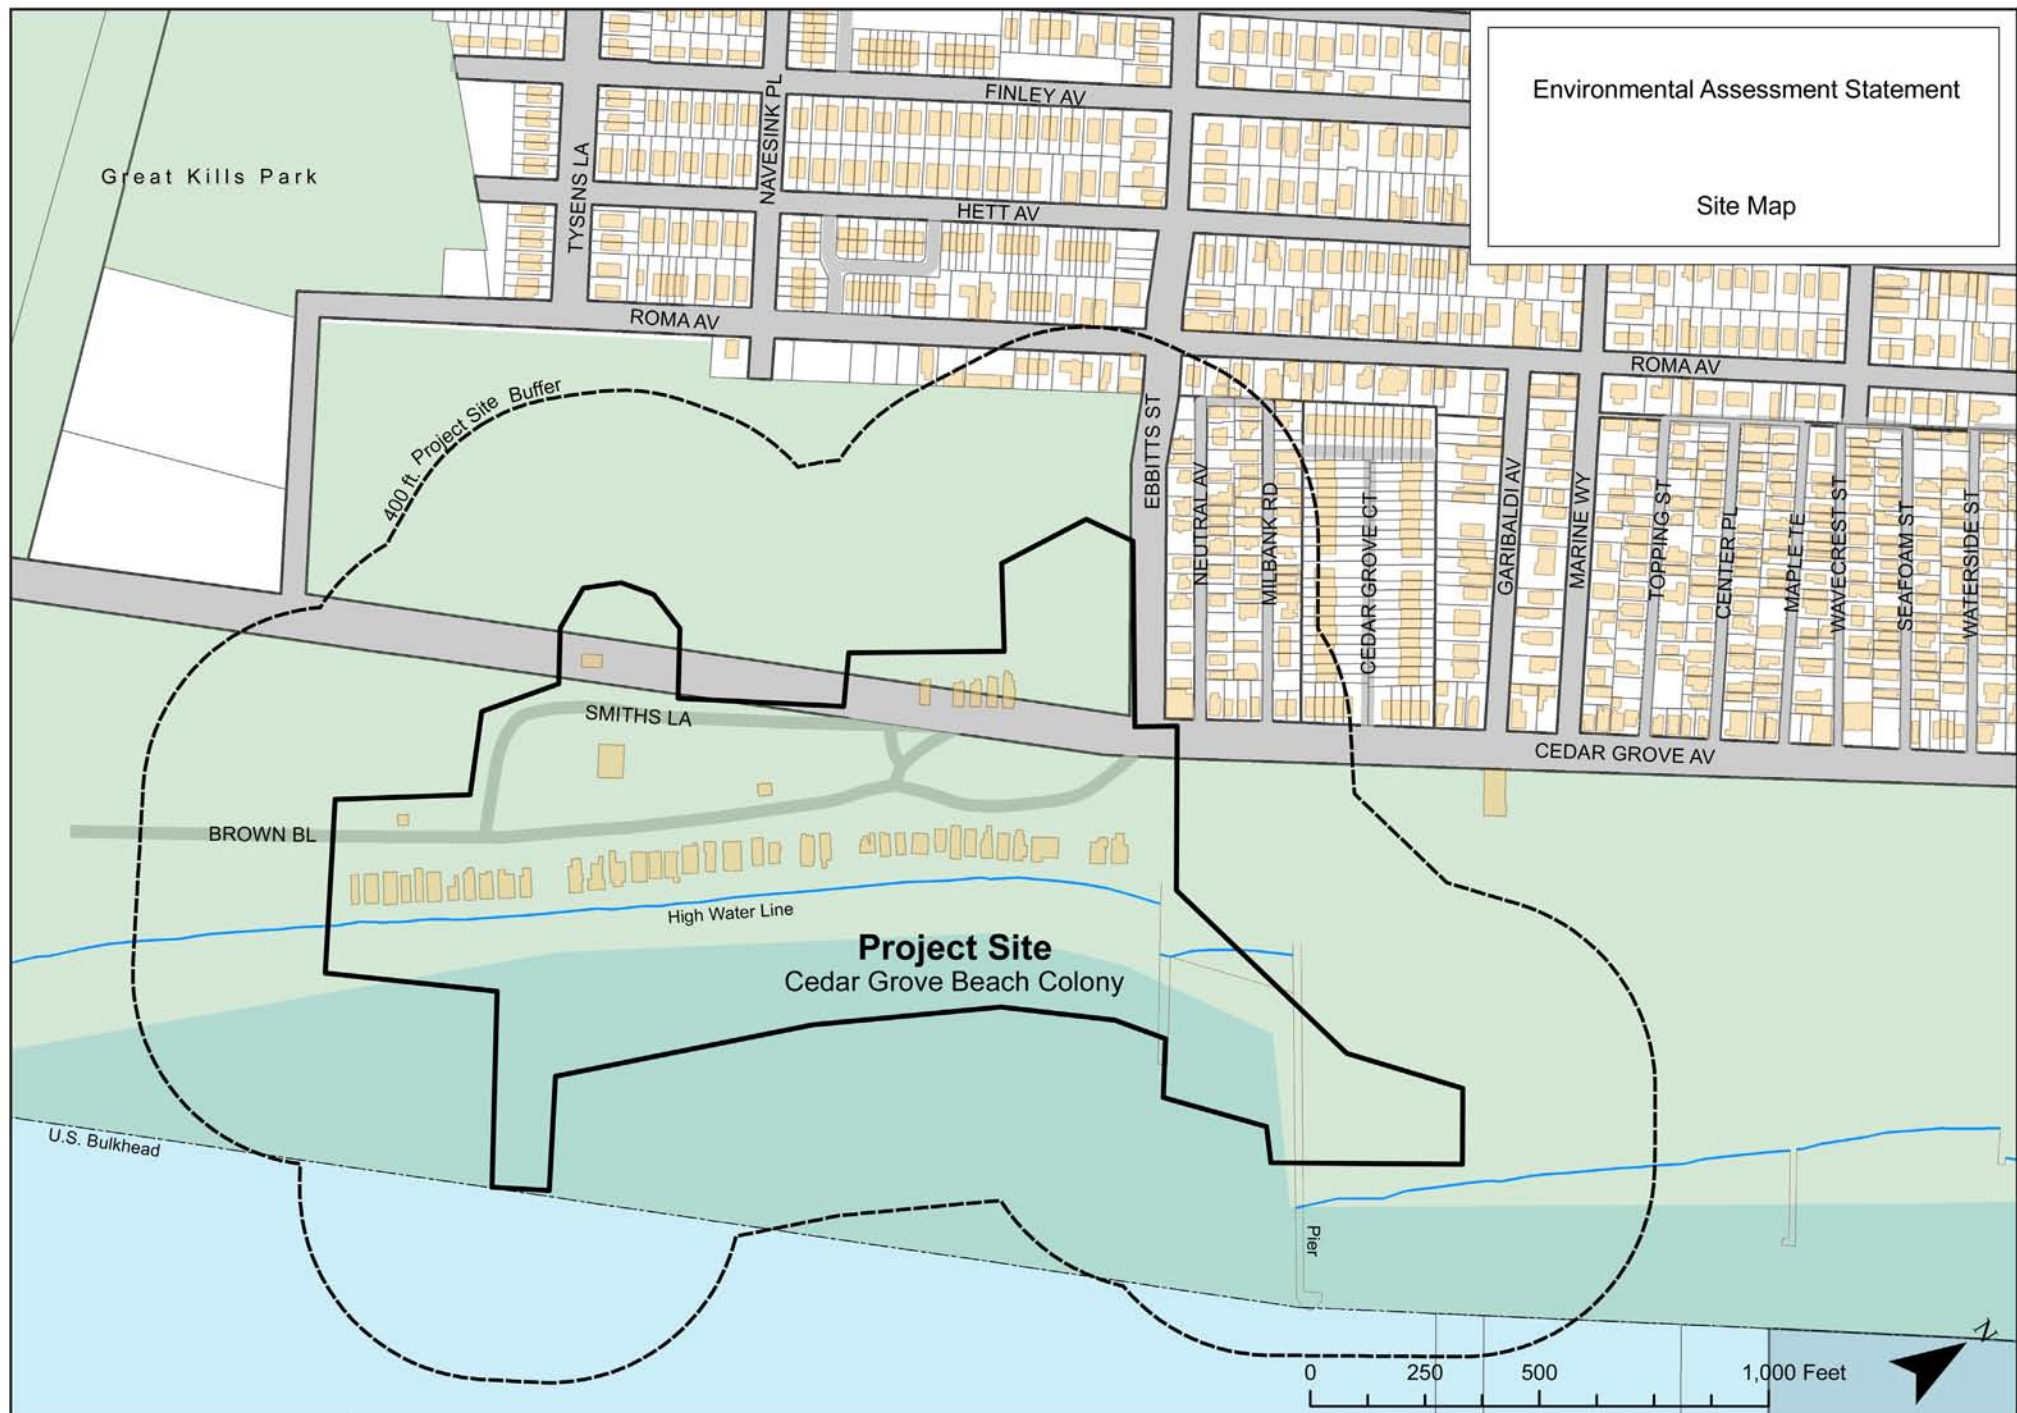 Environmental Assessment Statement
Site Map
FINLEY AV
Great Kills Park
TYSENS LA
NAVESINK PL
HETT AV
ROMA AV
ROMA AV
400 ft. Project Site Buffer
EBBITTS ST
NEUTRAL AV
MILBANK RD
CEDAR GROVE CT
GARIBALDI AV
MARINE WY
TOPPING ST
CENTER PL
MAPLE TE
WAVECREST ST
SEAFOAM ST
WATERSIDE ST
SMITHS LA
CEDAR GROVE AV
BROWN BL
High Water Line
Project Site
Cedar Grove Beach Colony
U.S. Bulkhead
Pier
N
0 250 500 1,000 Feet